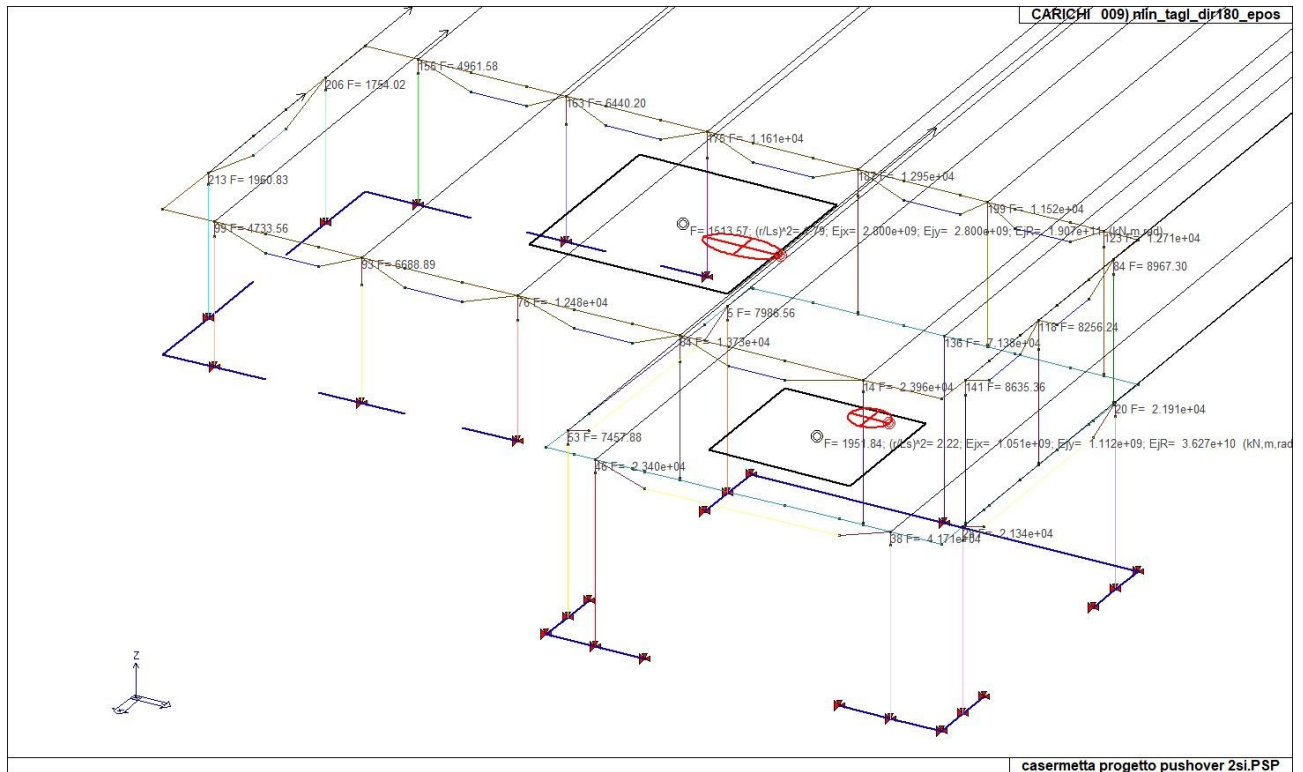 CARICHI 009) nlin_tagl_dir180_epos
155 F= 4961.58
206 F= 1754.02
163 F= 6440.20
175 F= 1.161e+04
187 F= 1.295e+04
213 F= 1960.83
199 F= 1.152e+04
99 F= 4733.56
F= 1513.57; (r/Ls)^2= 1.79; Ejx= 2.800e+09; Ejy= 2.800e+09; EjR= 1.907e+11 (kN,m,rad)
123 F= 1.271e+04
93 F= 6688.89
84 F= 8967.30
76 F= 1.248e+04
5 F= 7986.56
118 F= 8256.24
64 F= 1.373e+04
136 F= 7.138e+04
14 F= 2.396e+04
141 F= 8635.36
20 F= 2.191e+04
53 F= 7457.88
F= 1951.84; (r/Ls)^2= 2.22; Ejx= 1.051e+09; Ejy= 1.112e+09; EjR= 3.627e+10 (kN,m,rad
46 F= 2.340e+04
38 F= 4.171e+04
F= 2.134e+04
Z
casermetta progetto pushover 2si.PSP